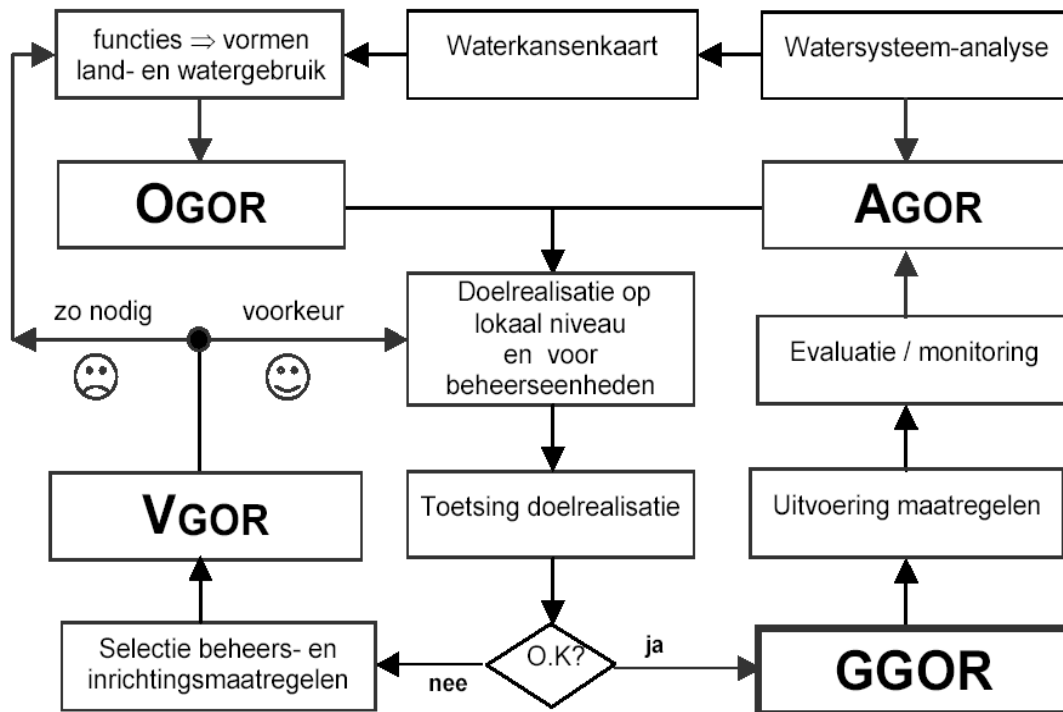 functies ⇒ vormen
land- en watergebruik
Waterkansenkaart
Watersysteem-analyse
OGOR
AGOR
zo nodig
voorkeur
Doelrealisatie op
lokaal niveau
en voor
beheerseenheden
Evaluatie / monitoring
VGOR
Toetsing doelrealisatie
Uitvoering maatregelen
Selectie beheers- en
inrichtingsmaatregelen
nee
O.K?
ja
GGOR